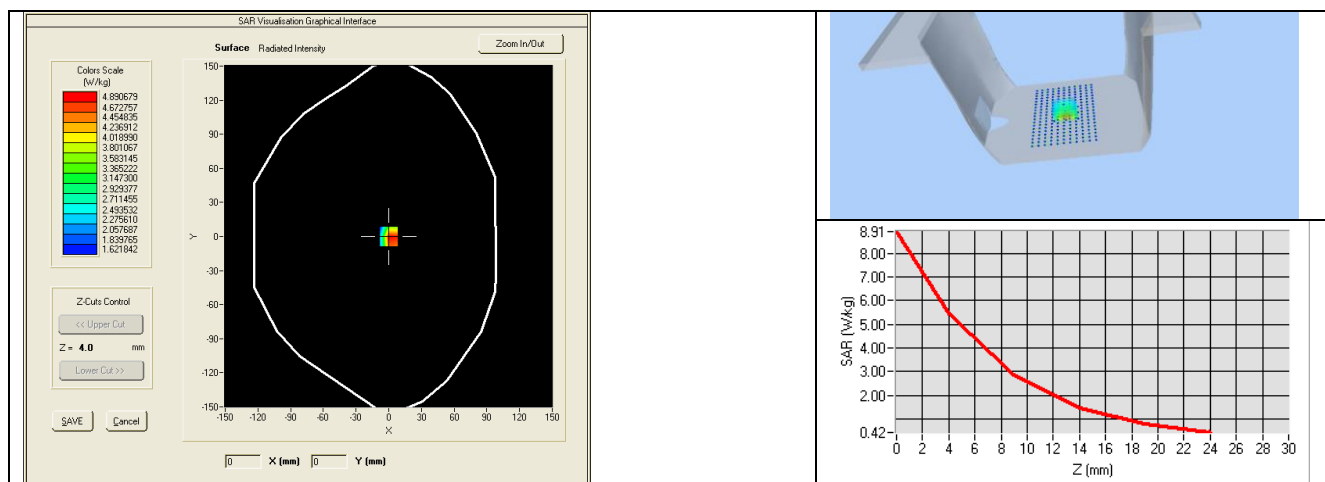 SAR Visualisation Graphical Interface
Surface Radiated Intensity
Zoom In/Out
Colors Scale
(W/kg)
4.890679
4.672757
4.454835
4.236912
4.018990
3.801067
3.583145
3.365222
3.147300
2.929377
2.711455
2.493532
2.275610
2.057687
1.839765
1.621842
Z-Cuts Control
<< Upper Cut
Z = 4.0 mm
Lower Cut >>
SAVE Cancel
150
120
90
60
30
0
-30
-60
-90
-120
-150
Y
-150 -120 -90 -60 -30 0 30 60 90 120 150
X
0 X (mm) 0 Y (mm)
8.91
8.00
7.00
6.00
5.00
4.00
3.00
2.00
0.42
SAR (W/kg)
0 2 4 6 8 10 12 14 16 18 20 22 24 26 28 30
Z (mm)